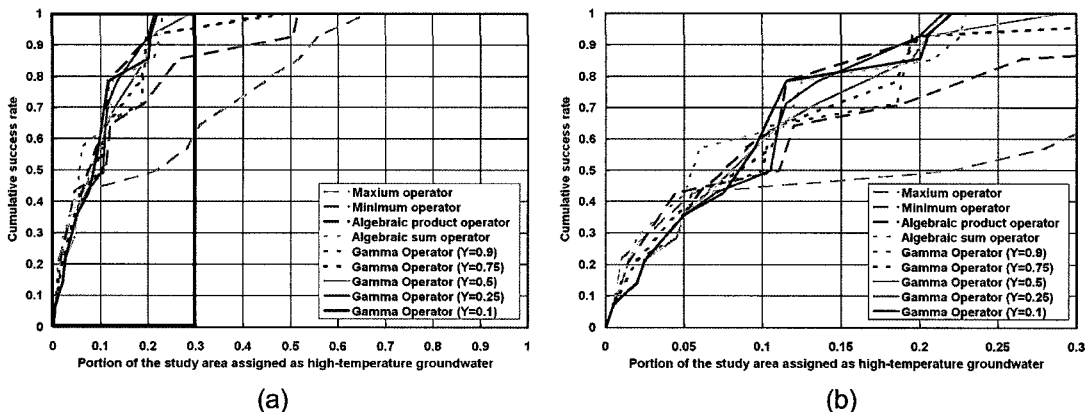 Cumulative success rate
1
0.9
0.8
0.7
0.6
0.5
0.4
0.3
0.2
0.1
0
Maxium operator
Minimum operator
Algebraic product operator
Algebraic sum operator
Gamma Operator (Y=0.9)
Gamma Operator (Y=0.75)
Gamma Operator (Y=0.5)
Gamma Operator (Y=0.25)
Gamma Operator (Y=0.1)
0 0.1 0.2 0.3 0.4 0.5 0.6 0.7 0.8 0.9 1
Portion of the study area assigned as high-temperature groundwater
(a)
Cumulative success rate
1
0.9
0.8
0.7
0.6
0.5
0.4
0.3
0.2
0.1
0
Maxium operator
Minimum operator
Algebraic product operator
Algebraic sum operator
Gamma Operator (Y=0.9)
Gamma Operator (Y=0.75)
Gamma Operator (Y=0.5)
Gamma Operator (Y=0.25)
Gamma Operator (Y=0.1)
0 0.05 0.1 0.15 0.2 0.25 0.3
Portion of the study area assigned as high-temperature groundwater
(b)